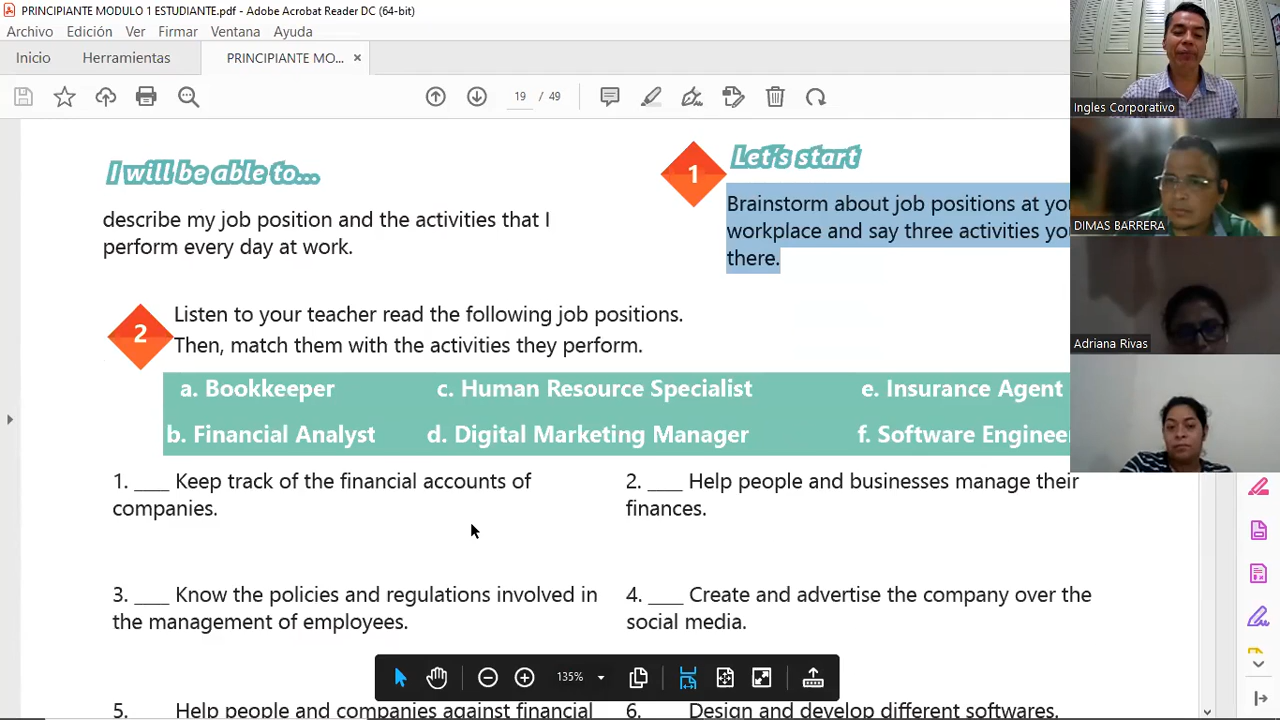 PRINCIPIANTE MODULO 1 ESTUDIANTE.pdf - Adobe Acrobat Reader DC (64-bit)
Archivo Edición Ver Firmar Ventana Ayuda
Inicio Herramientas PRINCIPIANTE MO... ×
19 / 49
I will be able to...
describe my job position and the activities that I
perform every day at work.
1 Let's start
Brainstorm about job positions at you
workplace and say three activities yo
there.
2 Listen to your teacher read the following job positions.
Then, match them with the activities they perform.
a. Bookkeeper c. Human Resource Specialist e. Insurance Agent
b. Financial Analyst d. Digital Marketing Manager f. Software Enginee
1. ___ Keep track of the financial accounts of
companies.
2. ___ Help people and businesses manage their
finances.
3. ___ Know the policies and regulations involved in
the management of employees.
4. ___ Create and advertise the company over the
social media.
5. Help people and companies against financial
6. Design and develop different softwares.
135%
Ingles Corporativo
DIMAS BARRERA
Adriana Rivas